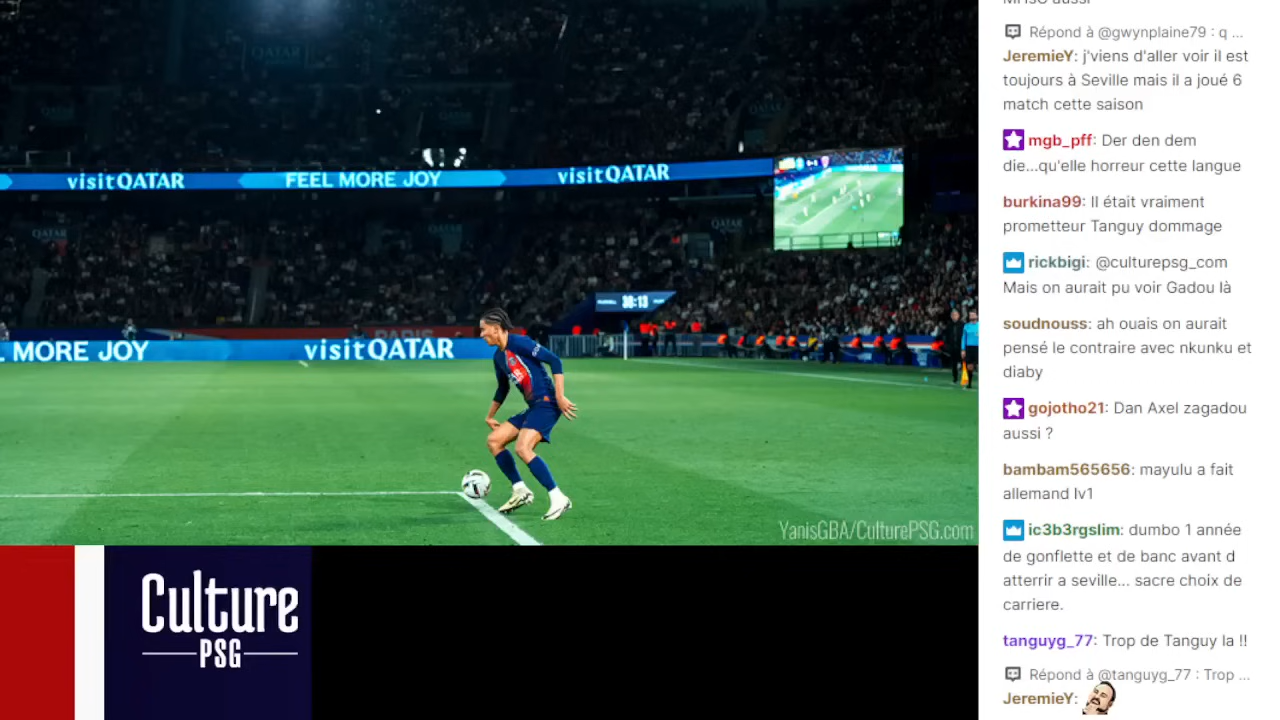 visitQATAR
FEEL MORE JOY
visitQATAR
38:13
PARIS
MORE JOY
visitQATAR
YanisGBA/CulturePSG.com
Culture
PSG
Répond à @gwynplaine79 : q ...
JeremieY: j'viens d'aller voir il est
toujours à Seville mais il a joué 6
match cette saison
mgb_pff: Der den dem
die...qu'elle horreur cette langue
burkina99: Il était vraiment
prometteur Tanguy dommage
rickbigi: @culturepsg_com
Mais on aurait pu voir Gadou là
soudnouss: ah ouais on aurait
pensé le contraire avec nkunku et
diaby
gojotho21: Dan Axel zagadou
aussi ?
bambam565656: mayulu a fait
allemand lv1
ic3b3rgslim: dumbo 1 année
de gonflette et de banc avant d
atterrir a seville... sacre choix de
carriere.
tanguyg_77: Trop de Tanguy la !!
Répond à @tanguyg_77 : Trop ...
JeremieY: